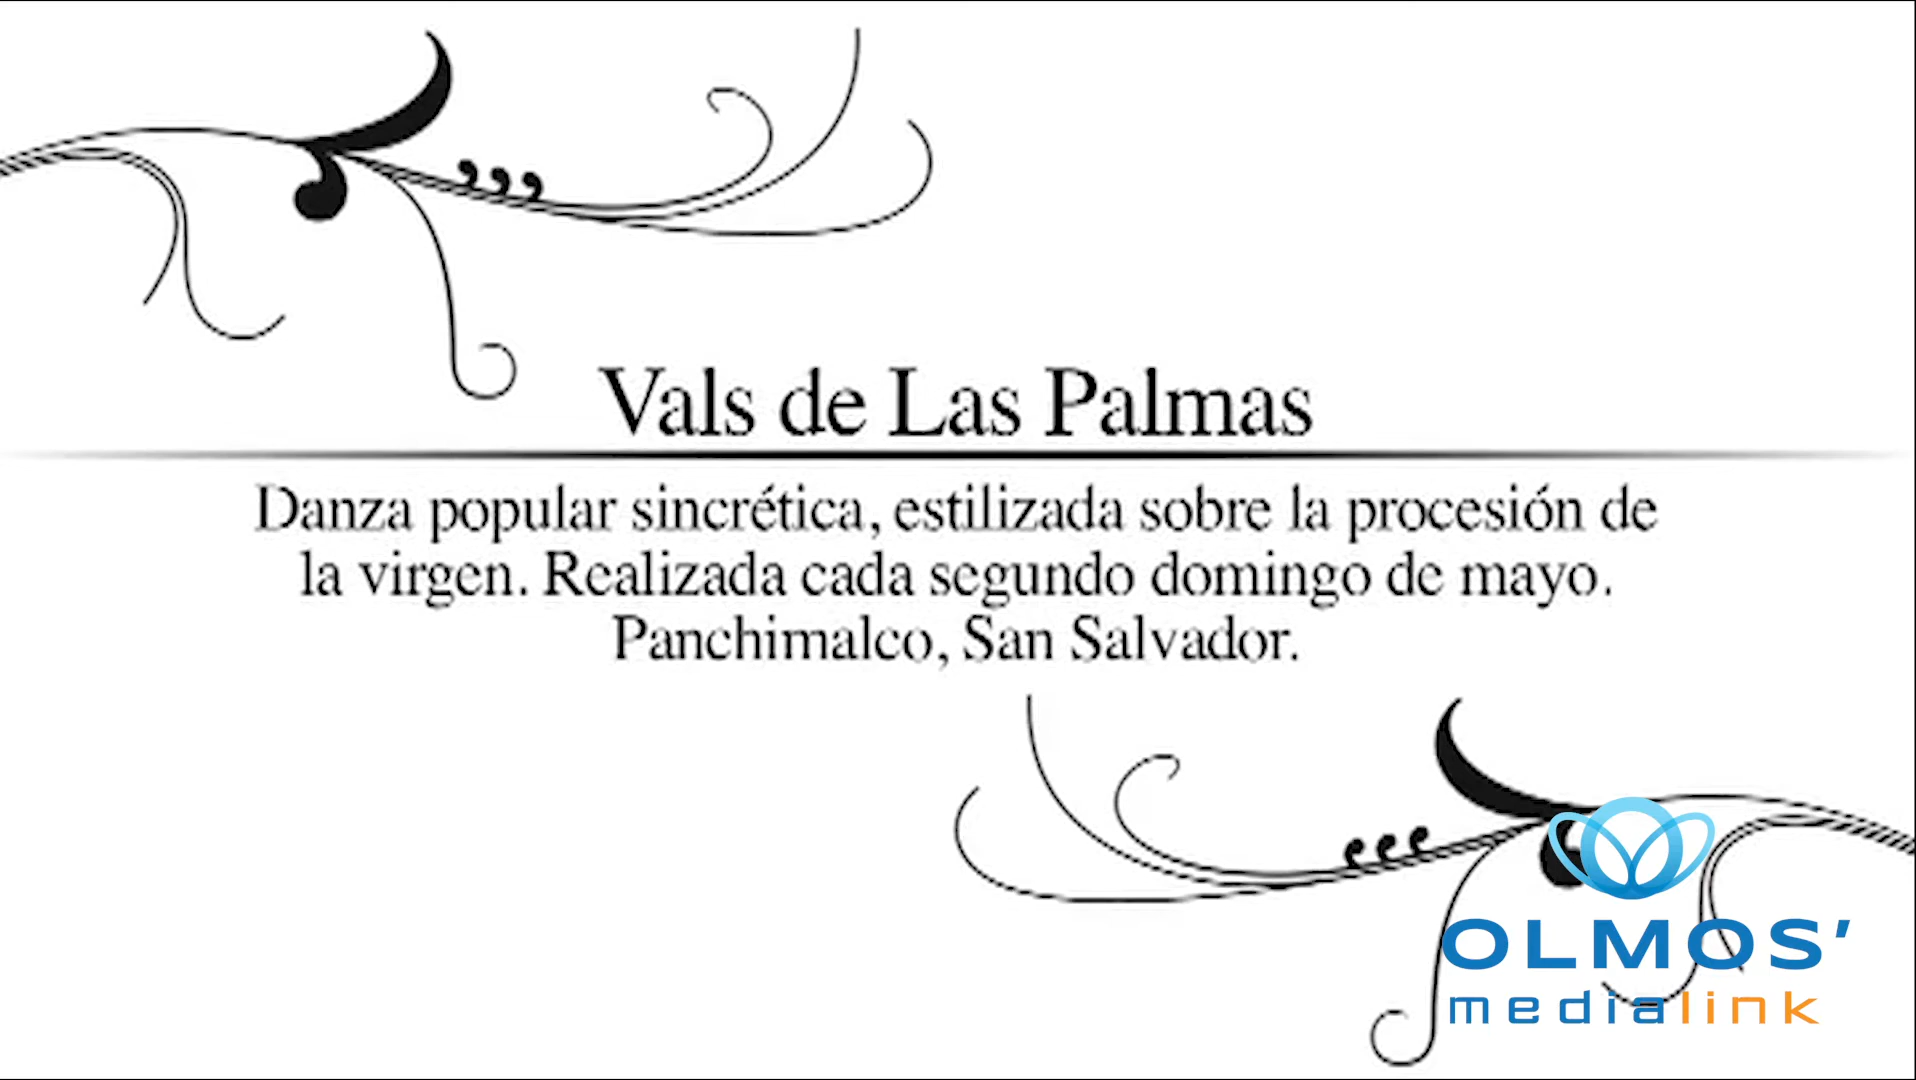 Vals de Las Palmas
Danza popular sincrética, estilizada sobre la procesión de
la virgen. Realizada cada segundo domingo de mayo.
Panchimalco, San Salvador.
OLMOS'
medialink